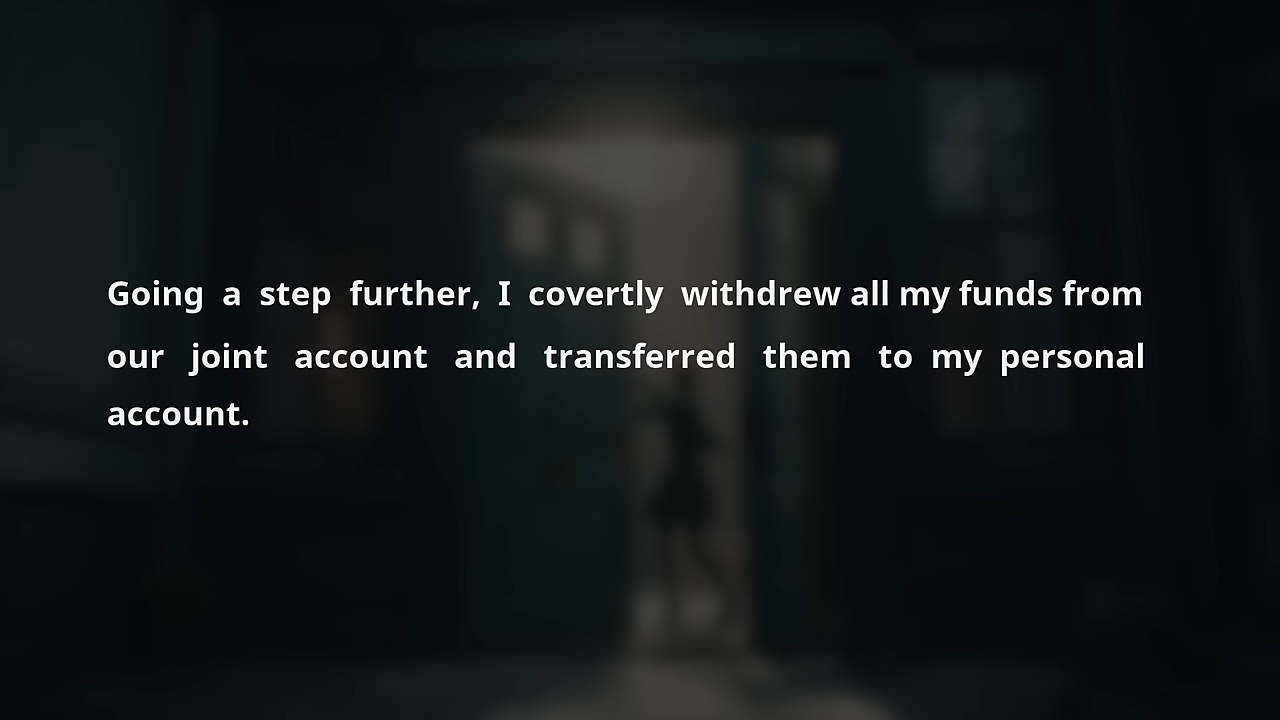 Going a step further, I covertly withdrew all my funds from
our joint account and transferred them to my personal
account.